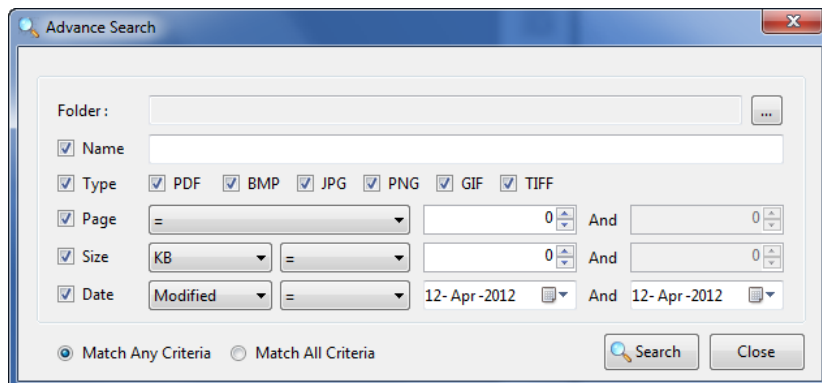 Advance Search
Folder : ...
Name
Type PDF BMP JPG PNG GIF TIFF
Page = 0 And 0
Size KB = 0 And 0
Date Modified = 12- Apr -2012 And 12- Apr -2012
Match Any Criteria Match All Criteria Search Close